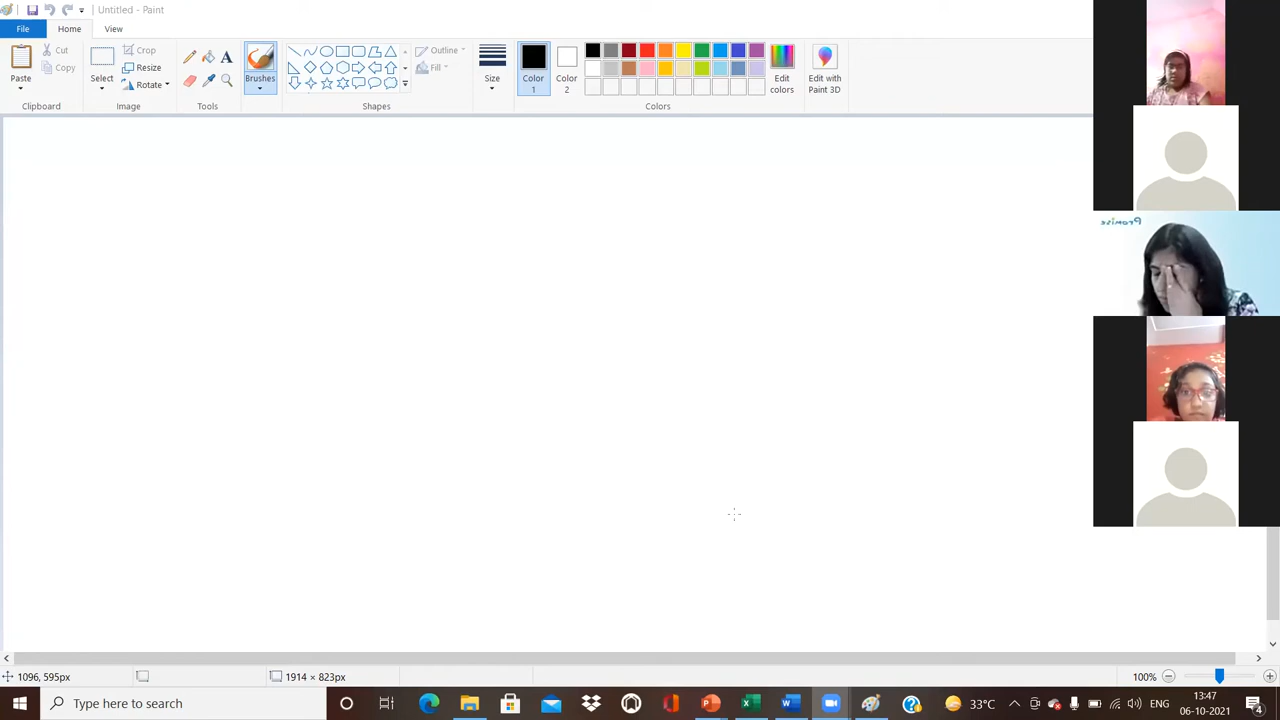 Untitled - Paint
File
Home
View
Paste
Cut
Copy
Clipboard
Select
Crop
Resize
Rotate
Image
Tools
Brushes
Shapes
Outline
Fill
Size
Color
1
Color
2
Edit
colors
Colors
Edit with
Paint 3D
Promise
1096, 595px
1914 × 823px
100%
Type here to search
33°C
ENG
13:47
06-10-2021
4